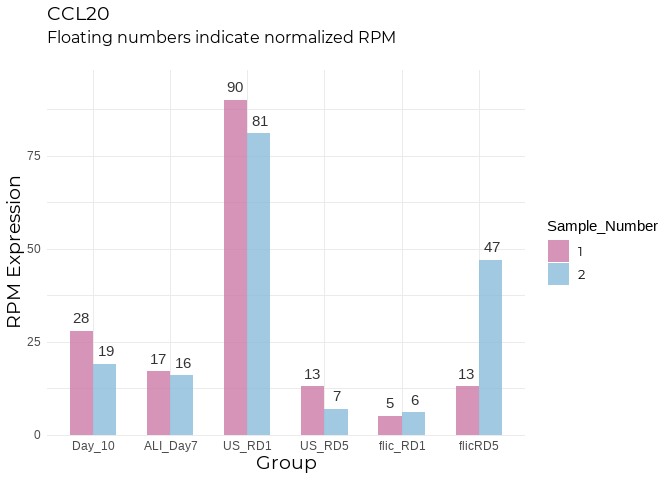 CCL20
Floating numbers indicate normalized RPM
90
81
75
RPM Expression
Sample_Number
1
2
50
47
28
19
25
17
16
13
7
5
6
13
0
Day_10
ALI_Day7
US_RD1
US_RD5
flic_RD1
flicRD5
Group